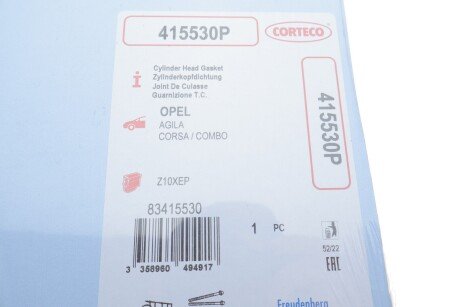 415530P
CORTECO
Cylinder Head Gasket
Zylinderkopfdichtung
Joint De Culasse
Guarnizione T.C.
OPEL
AGILA
CORSA / COMBO
415530P
Z10XEP
83415530
1 PC
3 358960 494917
52/22
EAC
Freudenberg